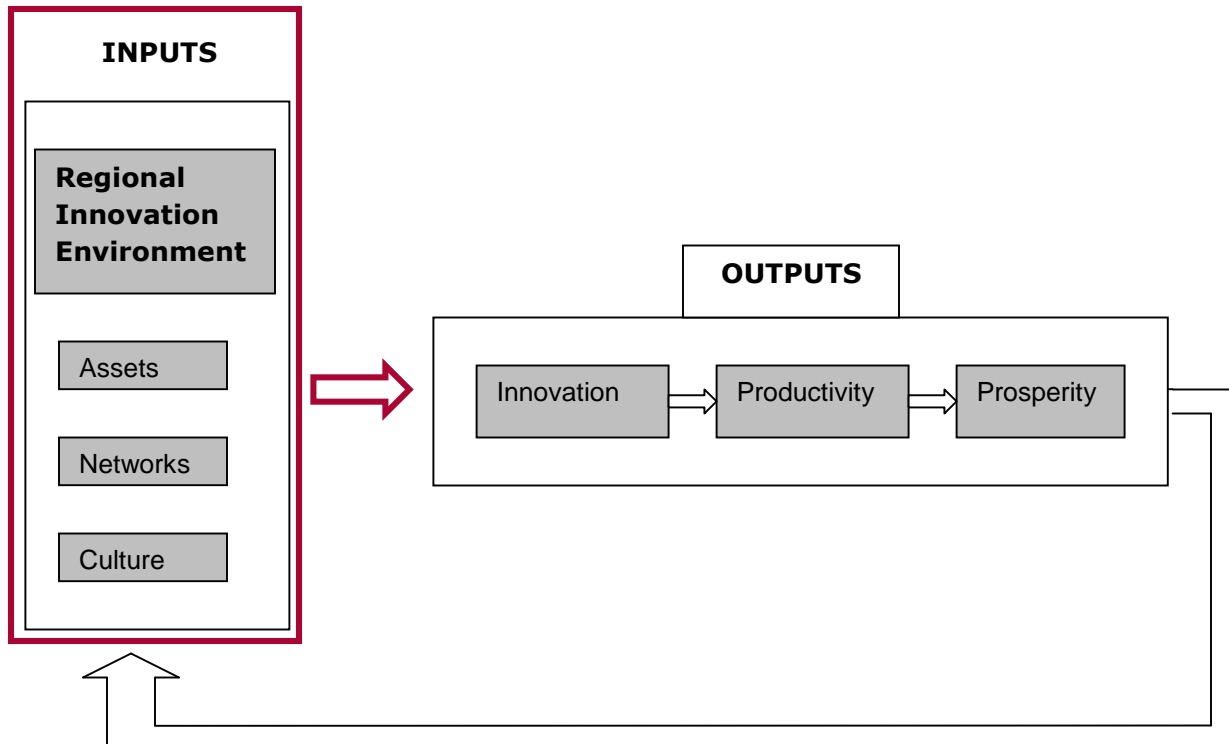 INPUTS
Regional
Innovation
Environment
Assets
Networks
Culture
OUTPUTS
Innovation
Productivity
Prosperity